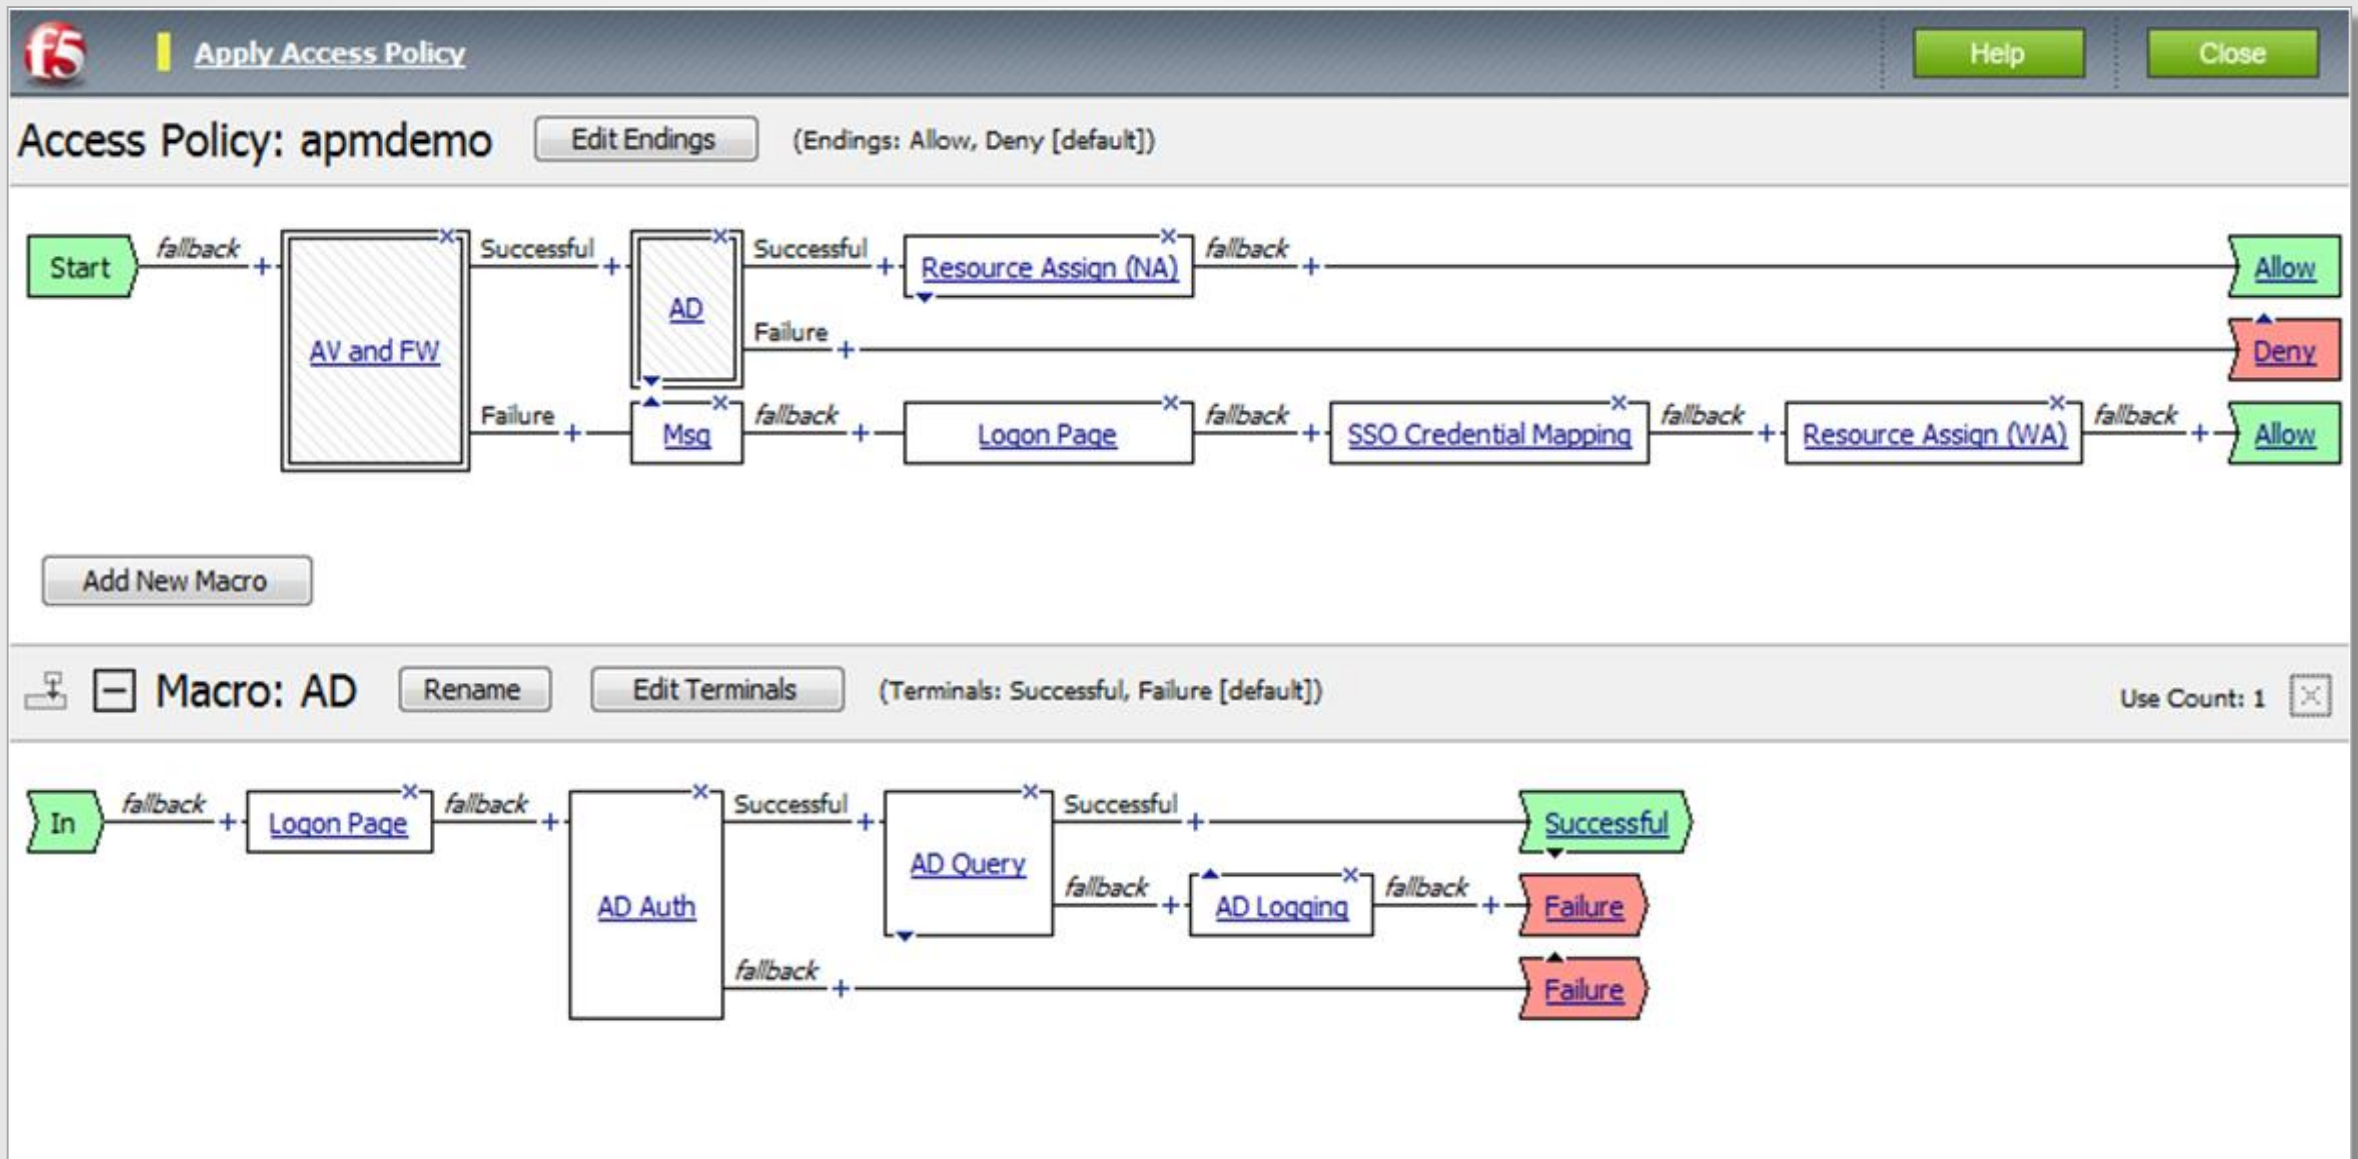 f5 Apply Access Policy Help Close
Access Policy: apmdemo Edit Endings (Endings: Allow, Deny [default])
Start fallback + AV and FW Successful + AD Successful + Resource Assign (NA) fallback + Allow
Failure + Deny
Failure + Msg fallback + Logon Page fallback + SSO Credential Mapping fallback + Resource Assign (WA) fallback + Allow
Add New Macro
Macro: AD Rename Edit Terminals (Terminals: Successful, Failure [default]) Use Count: 1
In fallback + Logon Page fallback + AD Auth Successful + AD Query Successful + Successful
fallback + AD Logging fallback + Failure
fallback + Failure